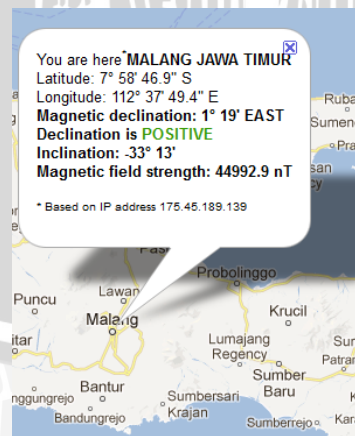 You are here*MALANG JAWA TIMUR
Latitude: 7° 58' 46.9" S
Longitude: 112° 37' 49.4" E
Magnetic declination: 1° 19' EAST
Declination is POSITIVE
Inclination: -33° 13'
Magnetic field strength: 44992.9 nT
* Based on IP address 175.45.189.139
Probolinggo
Lawan
Puncu
Malang
Krucil
Lumajang
Regency
Sumber
Baru
Bantur
Sumbersari
Krajan
Bandungrejo
Sumberrejo